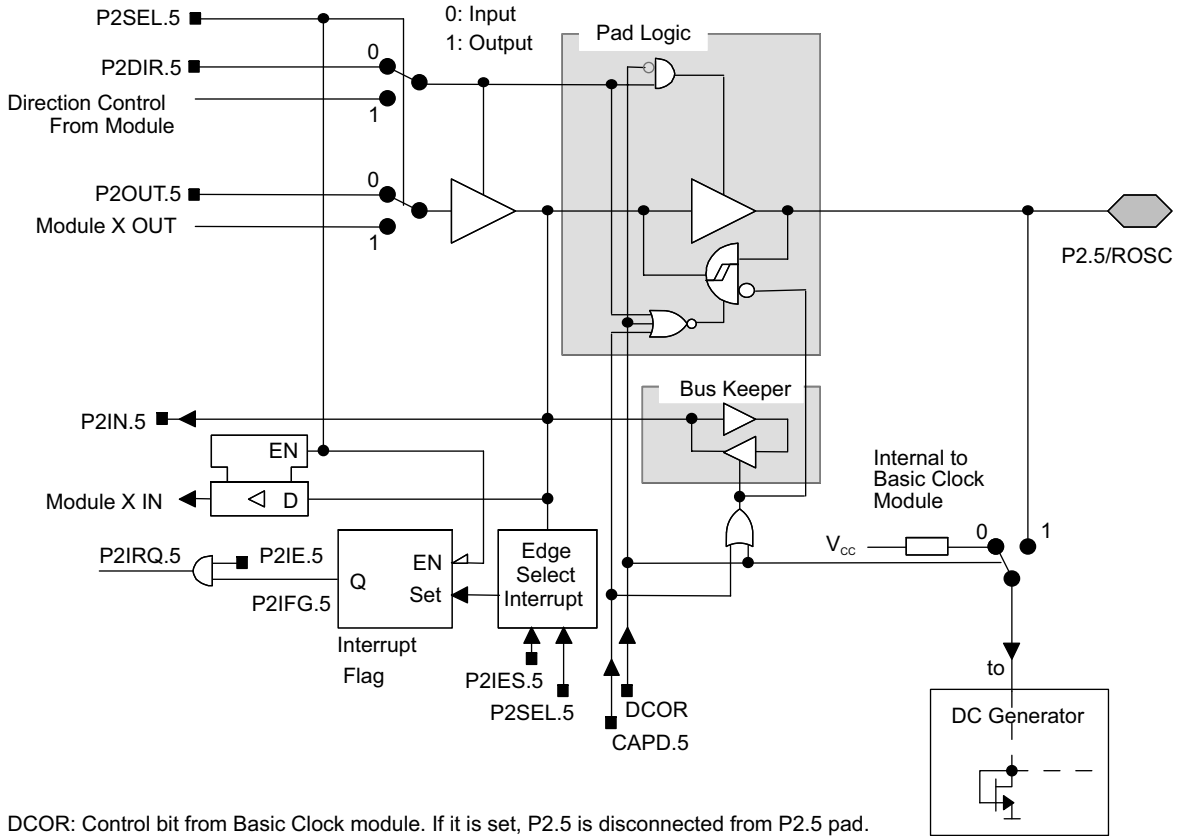 P2SEL.5
0: Input
1: Output
Pad Logic
0
P2DIR.5
Direction Control
From Module
1
0
P2OUT.5
Module X OUT
1
P2.5/ROSC
Bus Keeper
P2IN.5
EN
Internal to
Basic Clock
Module
Module X IN
D
0
1
VCC
P2IRQ.5
P2IE.5
EN
Edge
Select
Interrupt
Q
Set
P2IFG.5
Interrupt
Flag
P2IES.5
P2SEL.5
DCOR
CAPD.5
to
DC Generator
DCOR: Control bit from Basic Clock module. If it is set, P2.5 is disconnected from P2.5 pad.